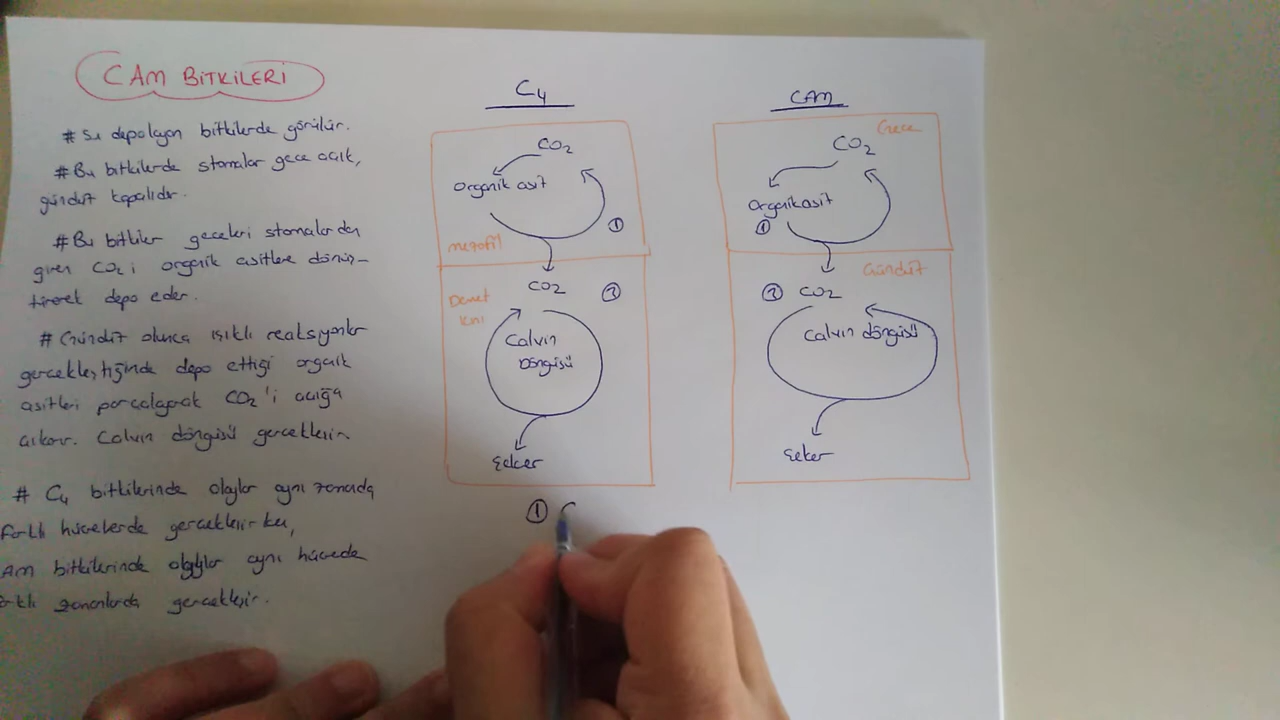 CAM BİTKİLERİ
# Su depolayan bitkilerde görülür.
# Bu bitkilerde stomalar gece açık,
gündüz kapalıdır.
# Bu bitkiler geceleri stomalardan
giren CO2 i organik asitlere dönüş-
türerek depo eder.
# Gündüz olunca ışıklı reaksiyonlar
gerçekleştiğinde depo ettiği organik
asitleri parçalayarak CO2'i açığa
çıkarır. Calvin döngüsü gerçekleşir.
# C4 bitkilerinde olaylar aynı zamanda
farklı hücrelerde gerçekleşirken,
AM bitkilerinde olaylar aynı hücrede
farklı zamanlarda gerçekleşir.
C4
CO2
Organik asit
①
mezofil
CO2
②
Demet
kını
Calvin
Döngüsü
Şeker
① C
CAM
Gece
CO2
Organik asit
①
Gündüz
② CO2
Calvin döngüsü
Şeker